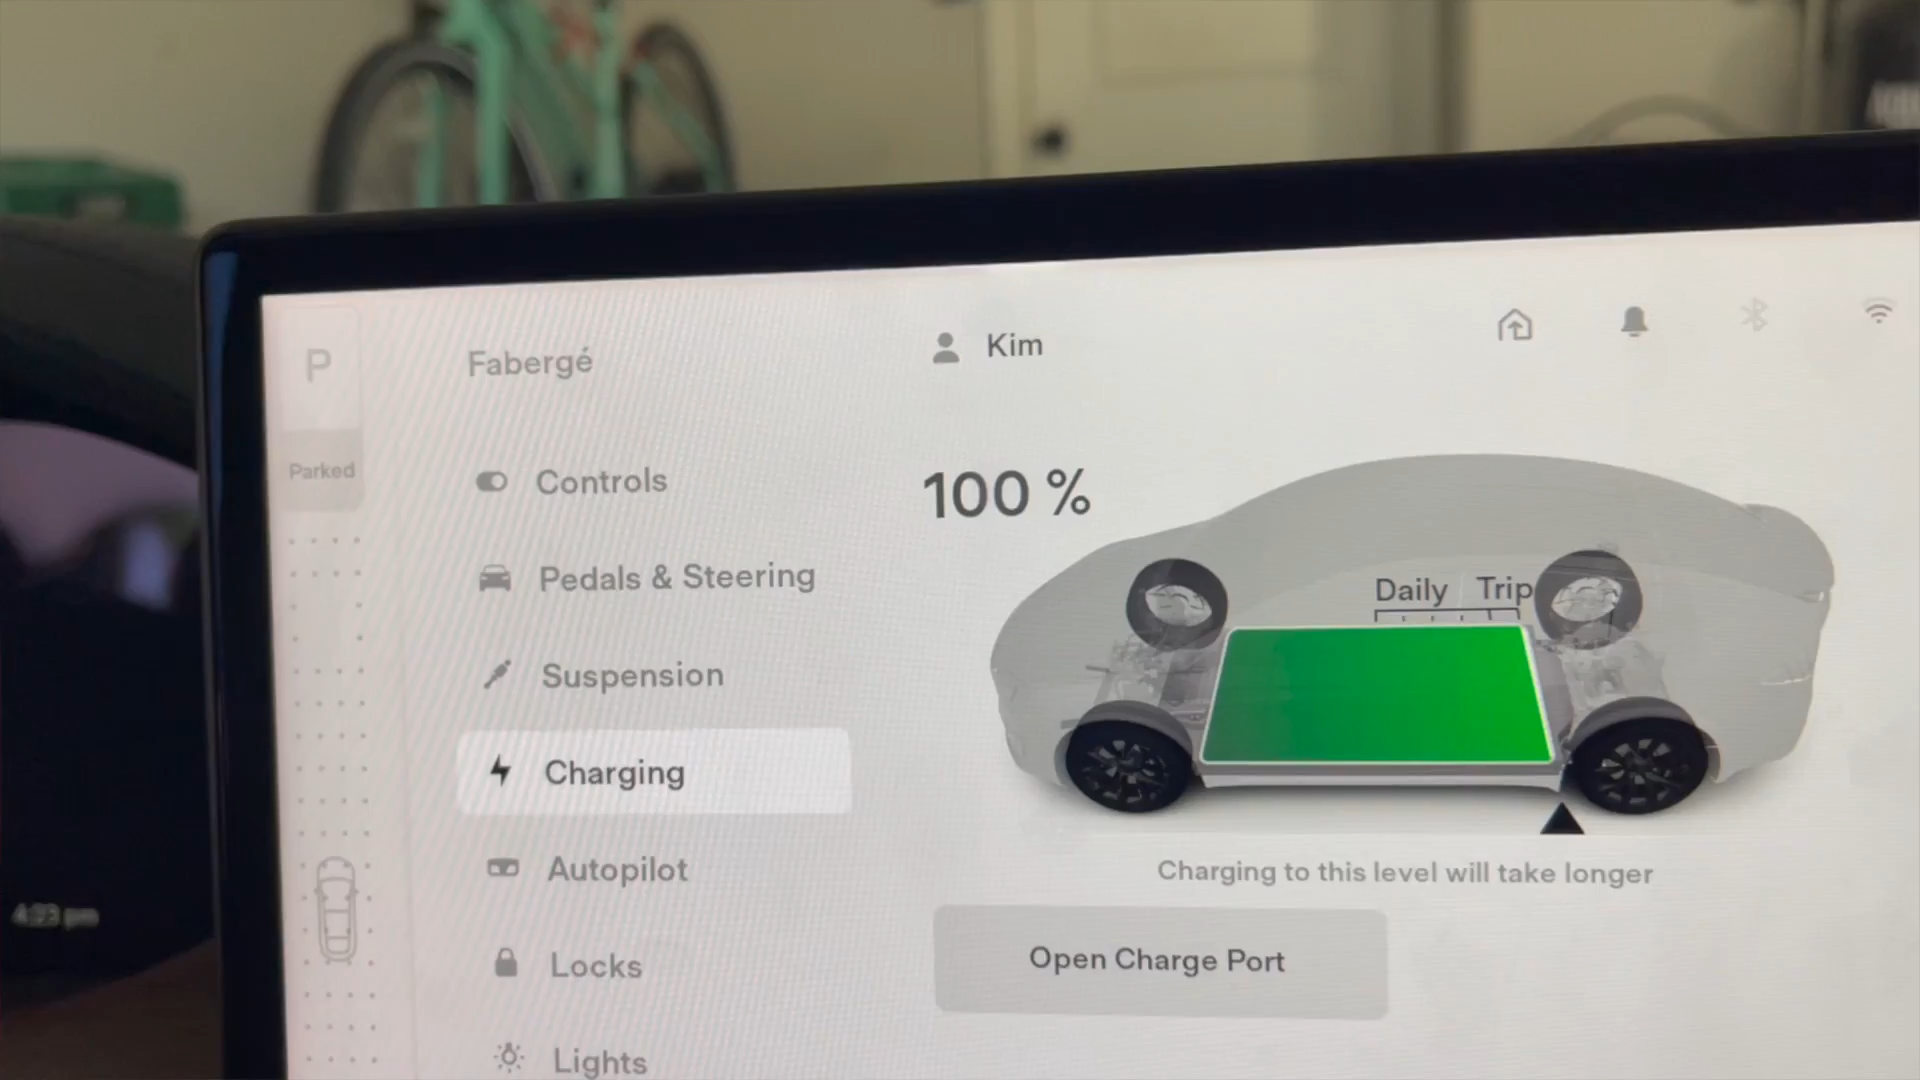 P
Fabergé
Kim
Parked
Controls
100 %
Pedals & Steering
Daily Trip
Suspension
Charging
Charging to this level will take longer
Autopilot
Open Charge Port
Locks
Lights